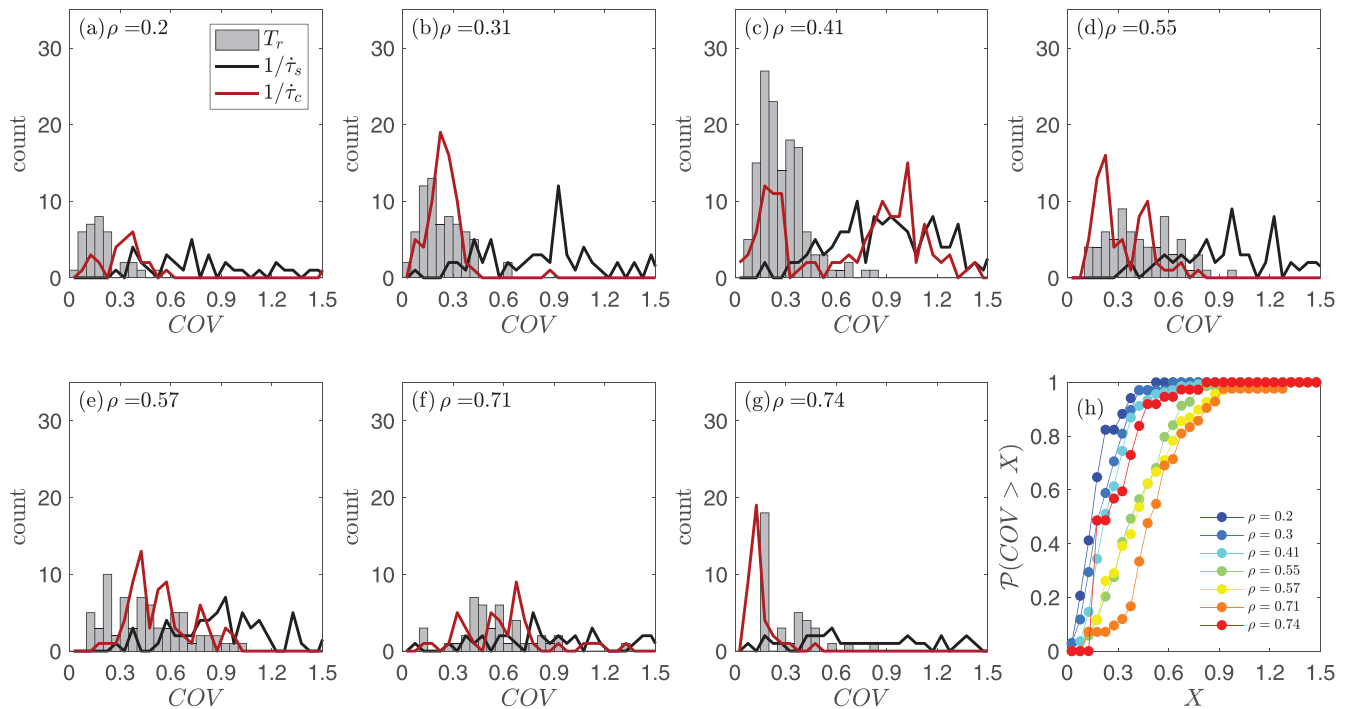 (a) ρ =0.2
T_r
1/τ̇_s
1/τ̇_c
30
20
10
0
count
0 0.3 0.6 0.9 1.2 1.5
COV
(b) ρ =0.31
30
20
10
0
count
0 0.3 0.6 0.9 1.2 1.5
COV
(c) ρ =0.41
30
20
10
0
count
0 0.3 0.6 0.9 1.2 1.5
COV
(d) ρ =0.55
30
20
10
0
count
0 0.3 0.6 0.9 1.2 1.5
COV
(e) ρ =0.57
30
20
10
0
count
0 0.3 0.6 0.9 1.2 1.5
COV
(f) ρ =0.71
30
20
10
0
count
0 0.3 0.6 0.9 1.2 1.5
COV
(g) ρ =0.74
30
20
10
0
count
0 0.3 0.6 0.9 1.2 1.5
COV
(h)
1
0.8
0.6
0.4
0.2
0
P(COV > X)
ρ = 0.2
ρ = 0.3
ρ = 0.41
ρ = 0.55
ρ = 0.57
ρ = 0.71
ρ = 0.74
0 0.3 0.6 0.9 1.2 1.5
X